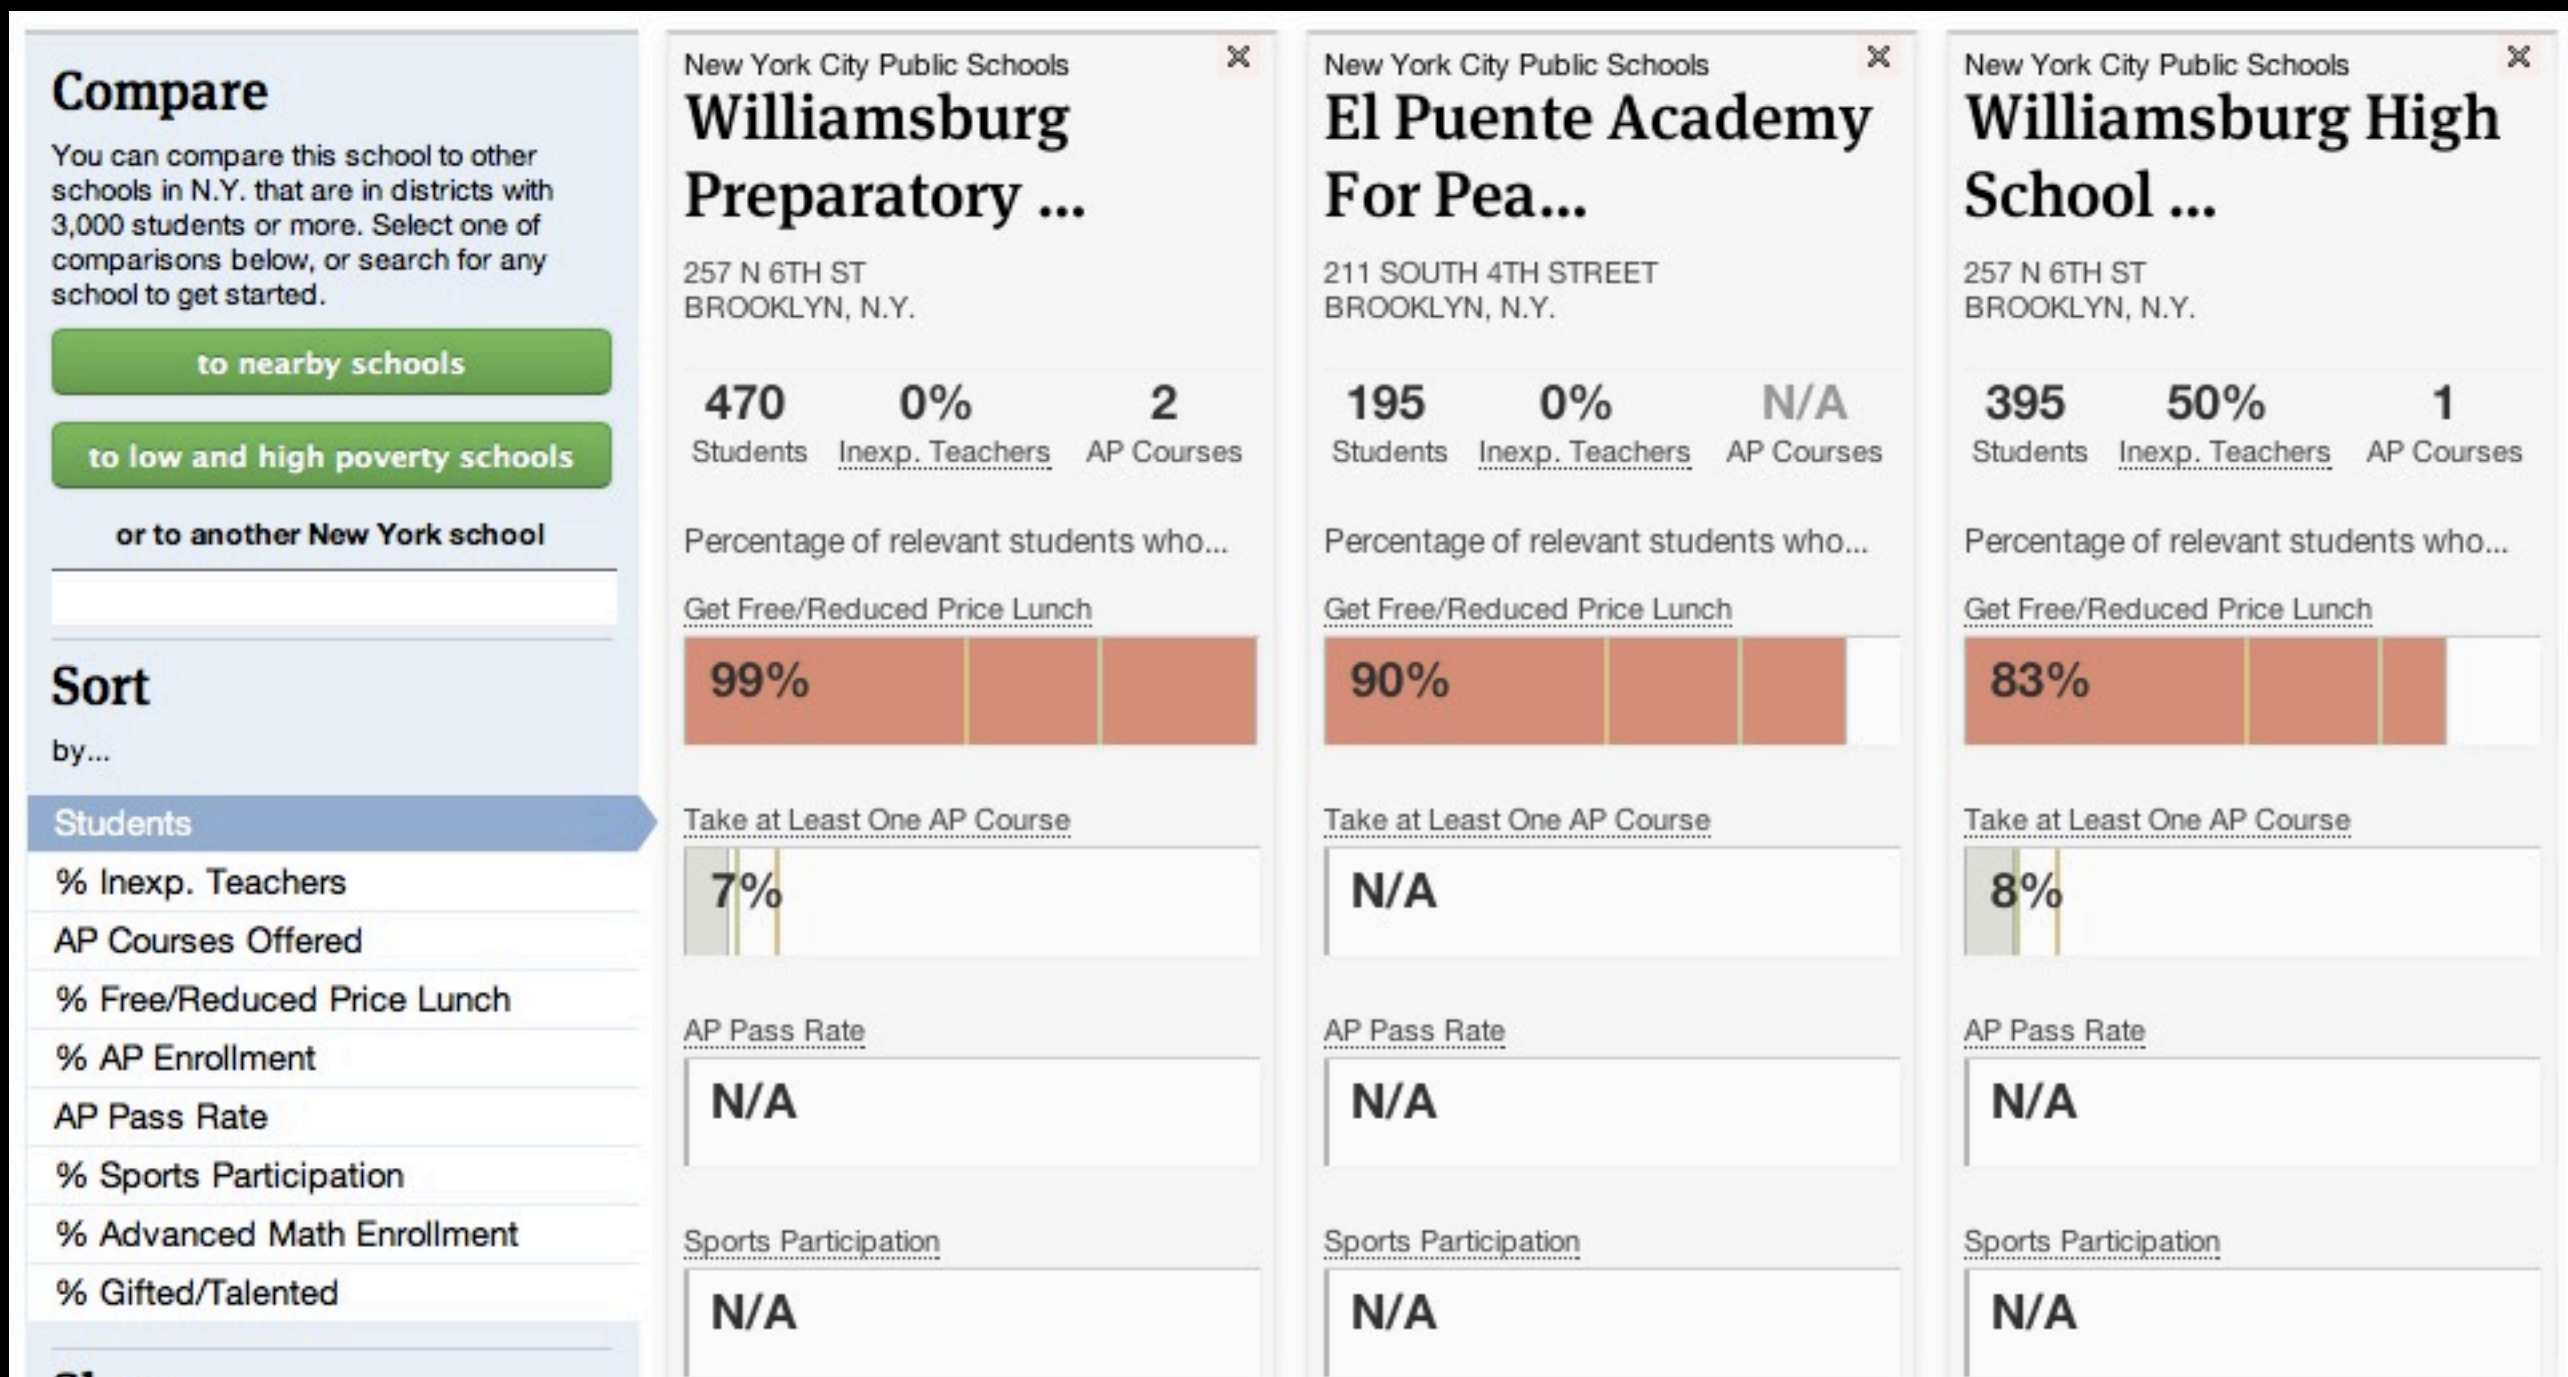 Compare
You can compare this school to other
schools in N.Y. that are in districts with
3,000 students or more. Select one of
comparisons below, or search for any
school to get started.
to nearby schools
to low and high poverty schools
or to another New York school
Sort
by...
Students
% Inexp. Teachers
AP Courses Offered
% Free/Reduced Price Lunch
% AP Enrollment
AP Pass Rate
% Sports Participation
% Advanced Math Enrollment
% Gifted/Talented
New York City Public Schools
Williamsburg
Preparatory ...
257 N 6TH ST
BROOKLYN, N.Y.
470 0% 2
Students Inexp. Teachers AP Courses
Percentage of relevant students who...
Get Free/Reduced Price Lunch
99%
Take at Least One AP Course
7%
AP Pass Rate
N/A
Sports Participation
N/A
New York City Public Schools
El Puente Academy
For Pea...
211 SOUTH 4TH STREET
BROOKLYN, N.Y.
195 0% N/A
Students Inexp. Teachers AP Courses
Percentage of relevant students who...
Get Free/Reduced Price Lunch
90%
Take at Least One AP Course
N/A
AP Pass Rate
N/A
Sports Participation
N/A
New York City Public Schools
Williamsburg High
School ...
257 N 6TH ST
BROOKLYN, N.Y.
395 50% 1
Students Inexp. Teachers AP Courses
Percentage of relevant students who...
Get Free/Reduced Price Lunch
83%
Take at Least One AP Course
8%
AP Pass Rate
N/A
Sports Participation
N/A